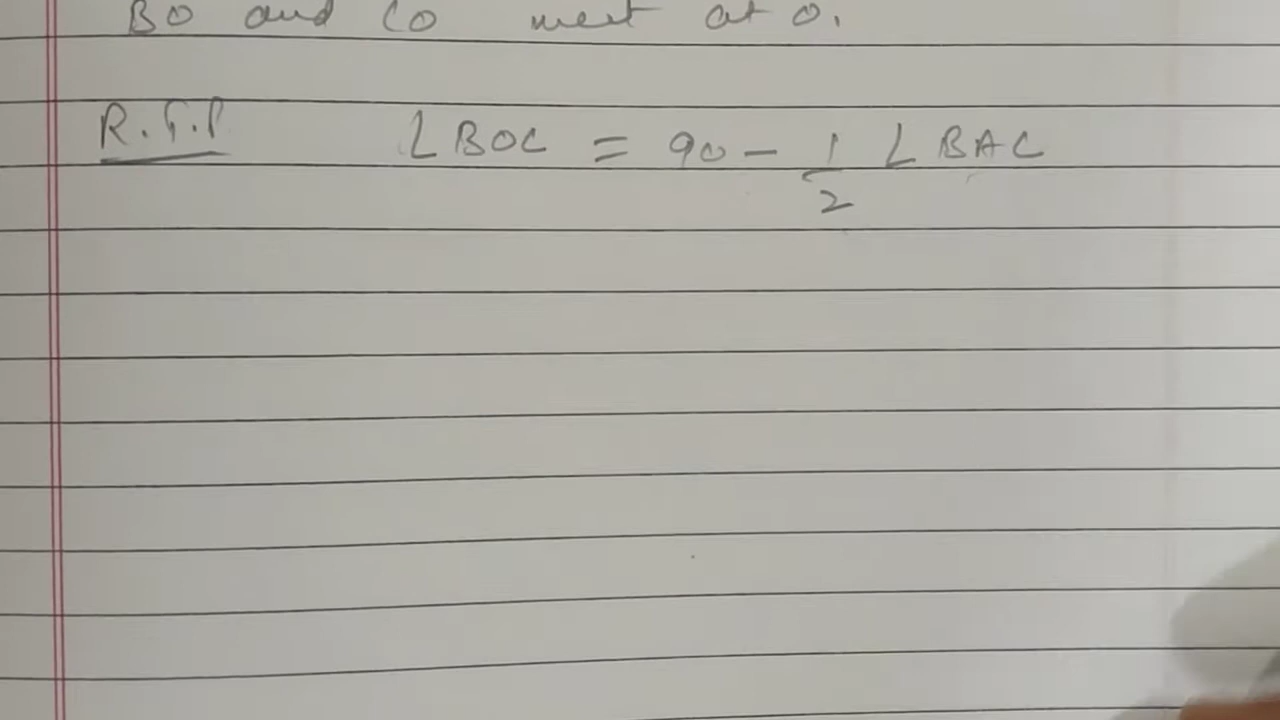 BO and CO meet at O.
R.T.P ∠BOC = 90 - 1/2 ∠BAC